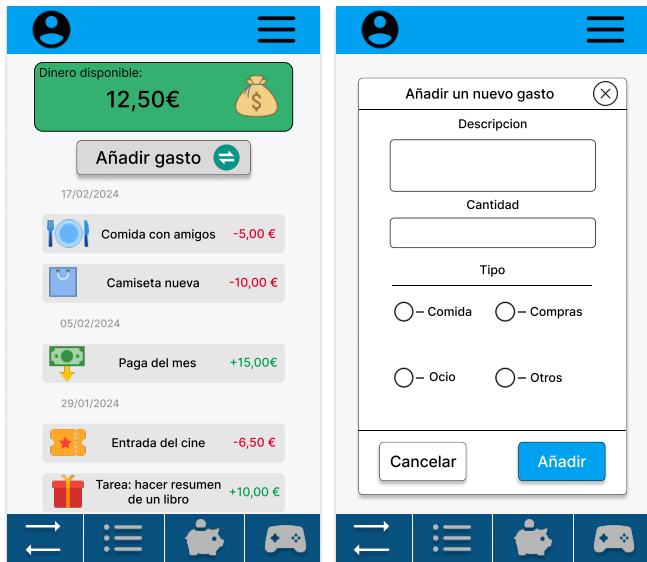 Dinero disponible:
12,50€
Añadir gasto
17/02/2024
Comida con amigos -5,00 €
Camiseta nueva -10,00 €
05/02/2024
Paga del mes +15,00€
29/01/2024
Entrada del cine -6,50 €
Tarea: hacer resumen
de un libro +10,00 €
Añadir un nuevo gasto
Descripcion
Cantidad
Tipo
– Comida – Compras
– Ocio – Otros
Cancelar Añadir